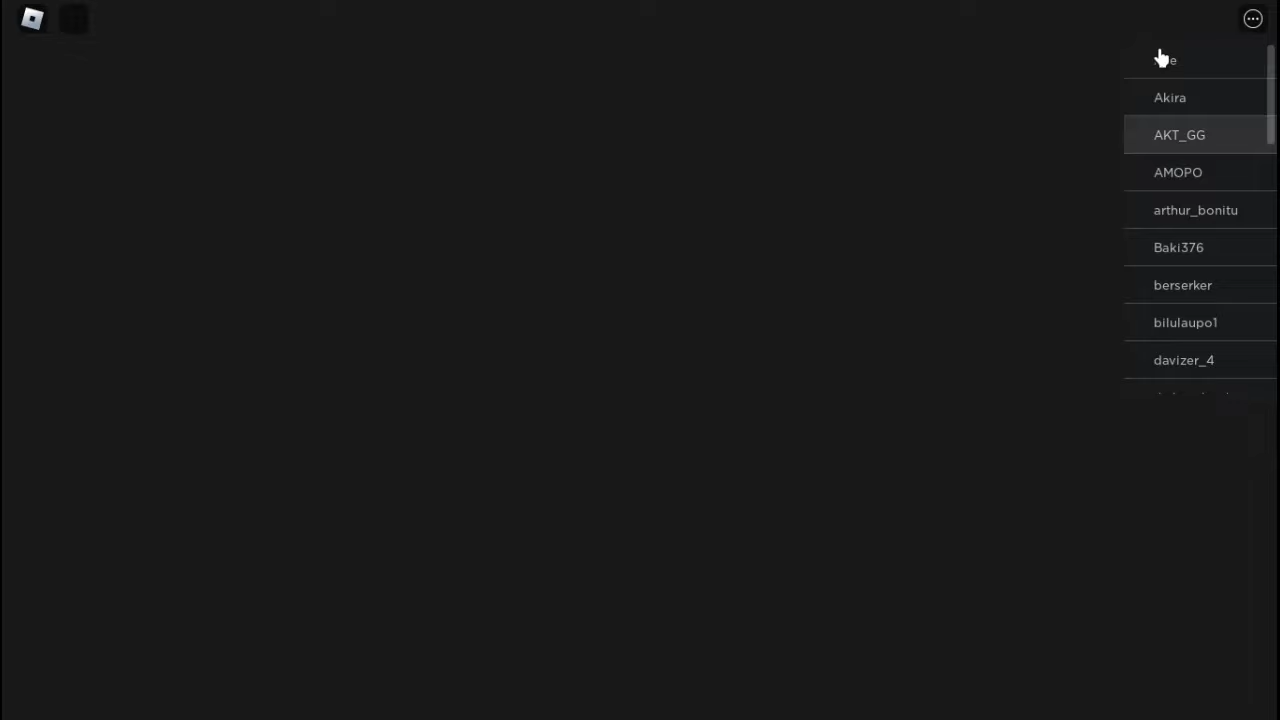 Akira
AKT_GG
AMOPO
arthur_bonitu
Baki376
berserker
bilulaupo1
davizer_4